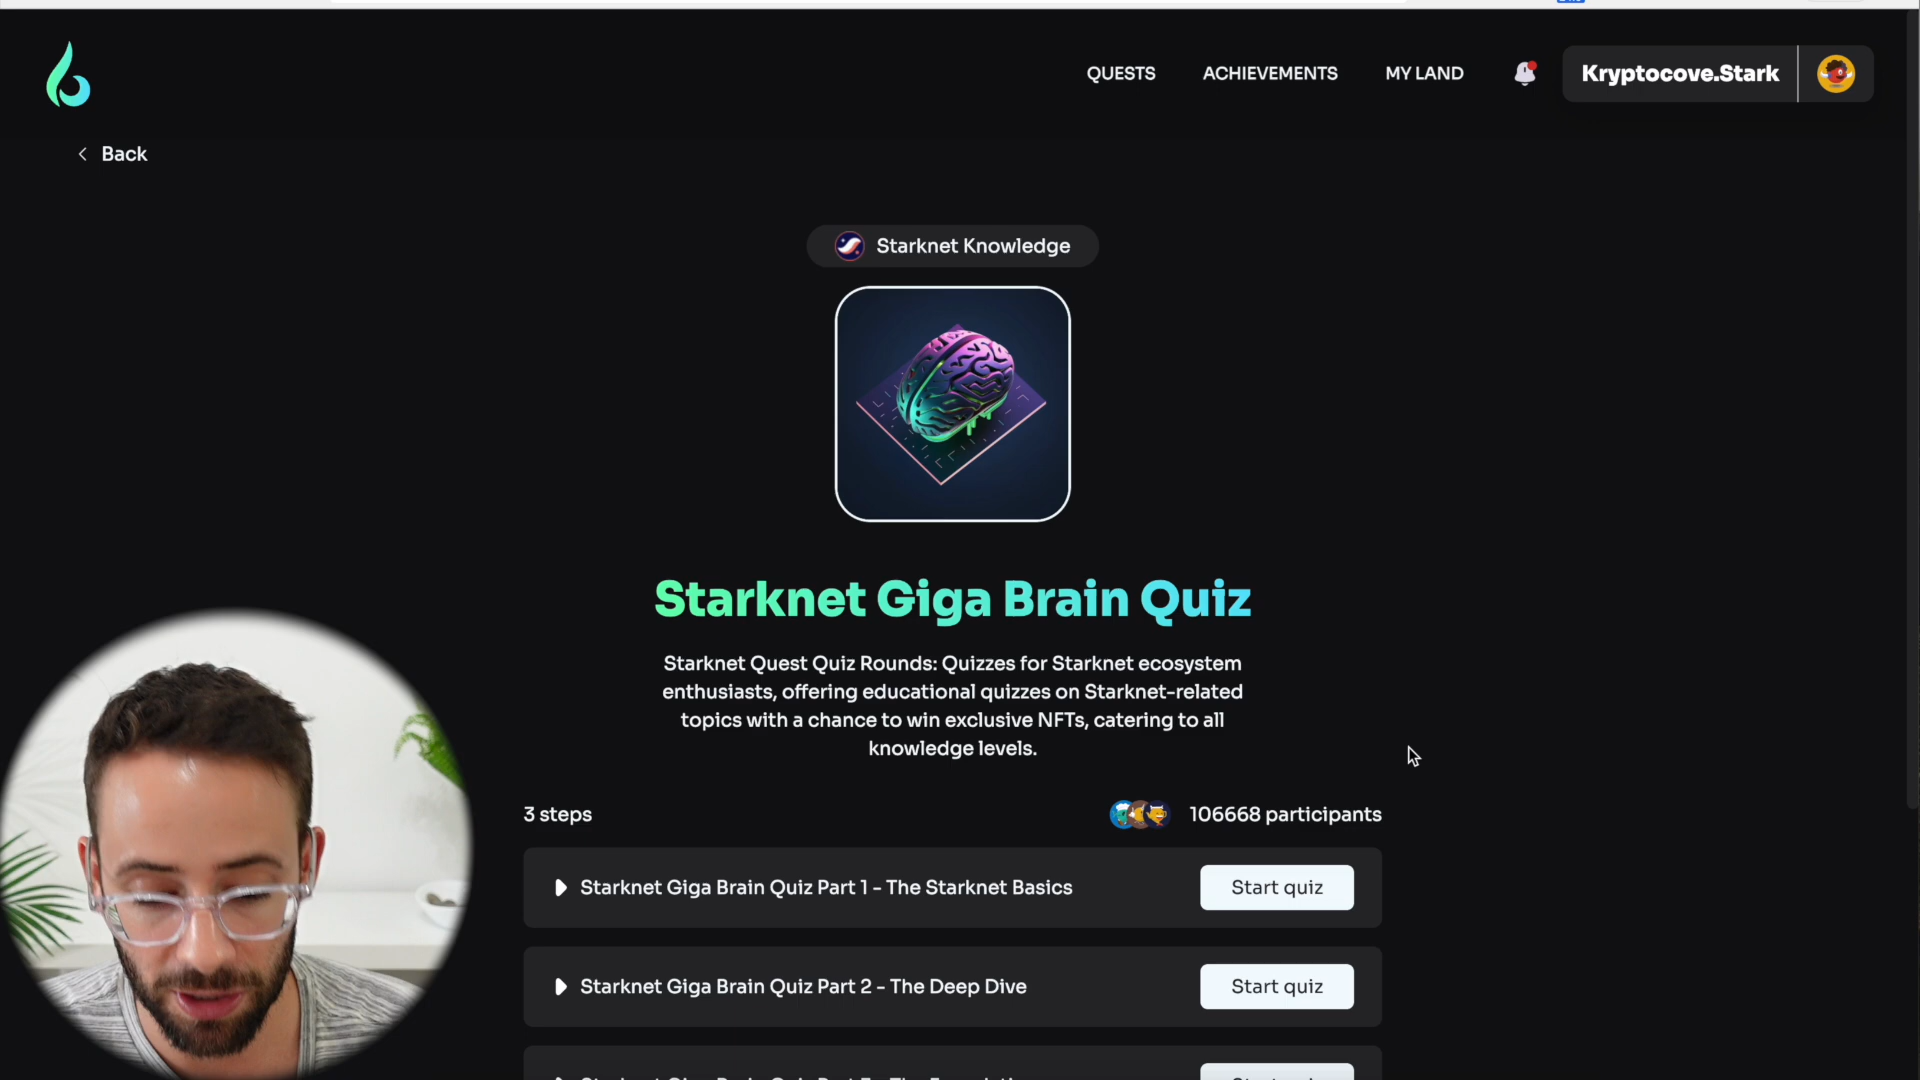 QUESTS
ACHIEVEMENTS
MY LAND
Kryptocove.Stark
Back
Starknet Knowledge
Starknet Giga Brain Quiz
Starknet Quest Quiz Rounds: Quizzes for Starknet ecosystem
enthusiasts, offering educational quizzes on Starknet-related
topics with a chance to win exclusive NFTs, catering to all
knowledge levels.
3 steps
106668 participants
Starknet Giga Brain Quiz Part 1 - The Starknet Basics
Start quiz
Starknet Giga Brain Quiz Part 2 - The Deep Dive
Start quiz